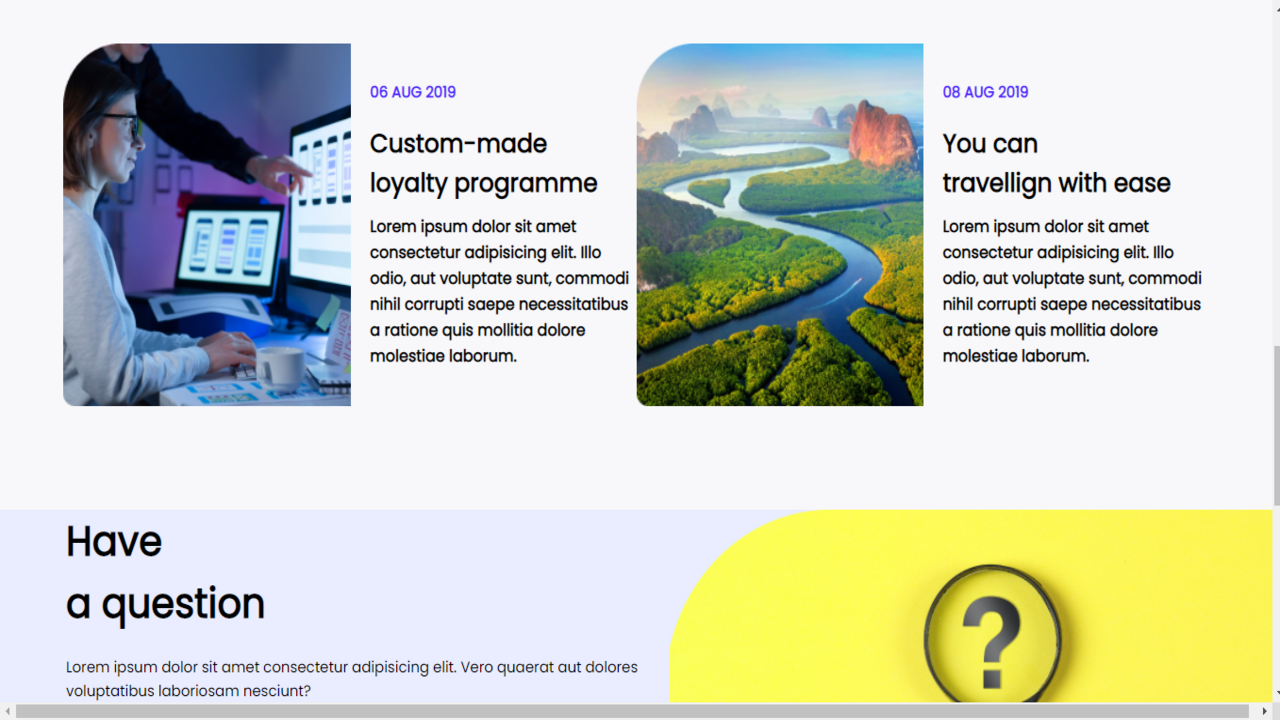 06 AUG 2019
Custom-made
loyalty programme
Lorem ipsum dolor sit amet
consectetur adipisicing elit. Illo
odio, aut voluptate sunt, commodi
nihil corrupti saepe necessitatibus
a ratione quis mollitia dolore
molestiae laborum.
08 AUG 2019
You can
travellign with ease
Lorem ipsum dolor sit amet
consectetur adipisicing elit. Illo
odio, aut voluptate sunt, commodi
nihil corrupti saepe necessitatibus
a ratione quis mollitia dolore
molestiae laborum.
Have
a question
Lorem ipsum dolor sit amet consectetur adipisicing elit. Vero quaerat aut dolores
voluptatibus laboriosam nesciunt?
?